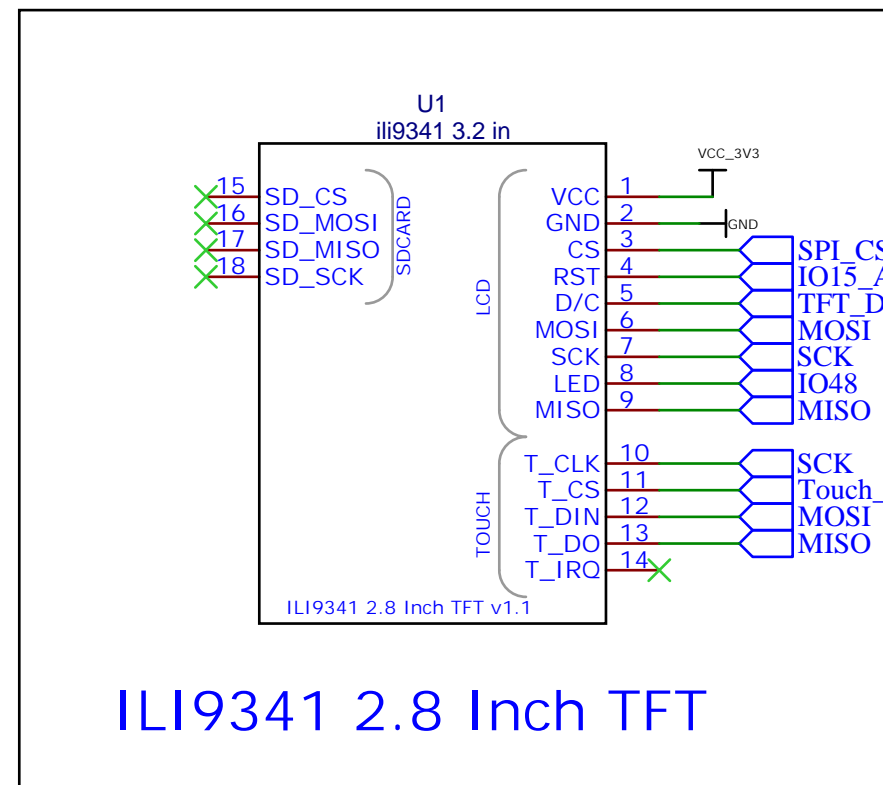 U1
ili9341 3.2 in
VCC_3V3
15 SD_CS
16 SD_MOSI
17 SD_MISO
18 SD_SCK
SDCARD
LCD
VCC 1
GND 2 GND
CS 3 SPI_CS
RST 4 IO15_A
D/C 5 TFT_D
MOSI 6 MOSI
SCK 7 SCK
LED 8 IO48
MISO 9 MISO
TOUCH
T_CLK 10 SCK
T_CS 11 Touch_
T_DIN 12 MOSI
T_DO 13 MISO
T_IRQ 14
ILI9341 2.8 Inch TFT v1.1
ILI9341 2.8 Inch TFT